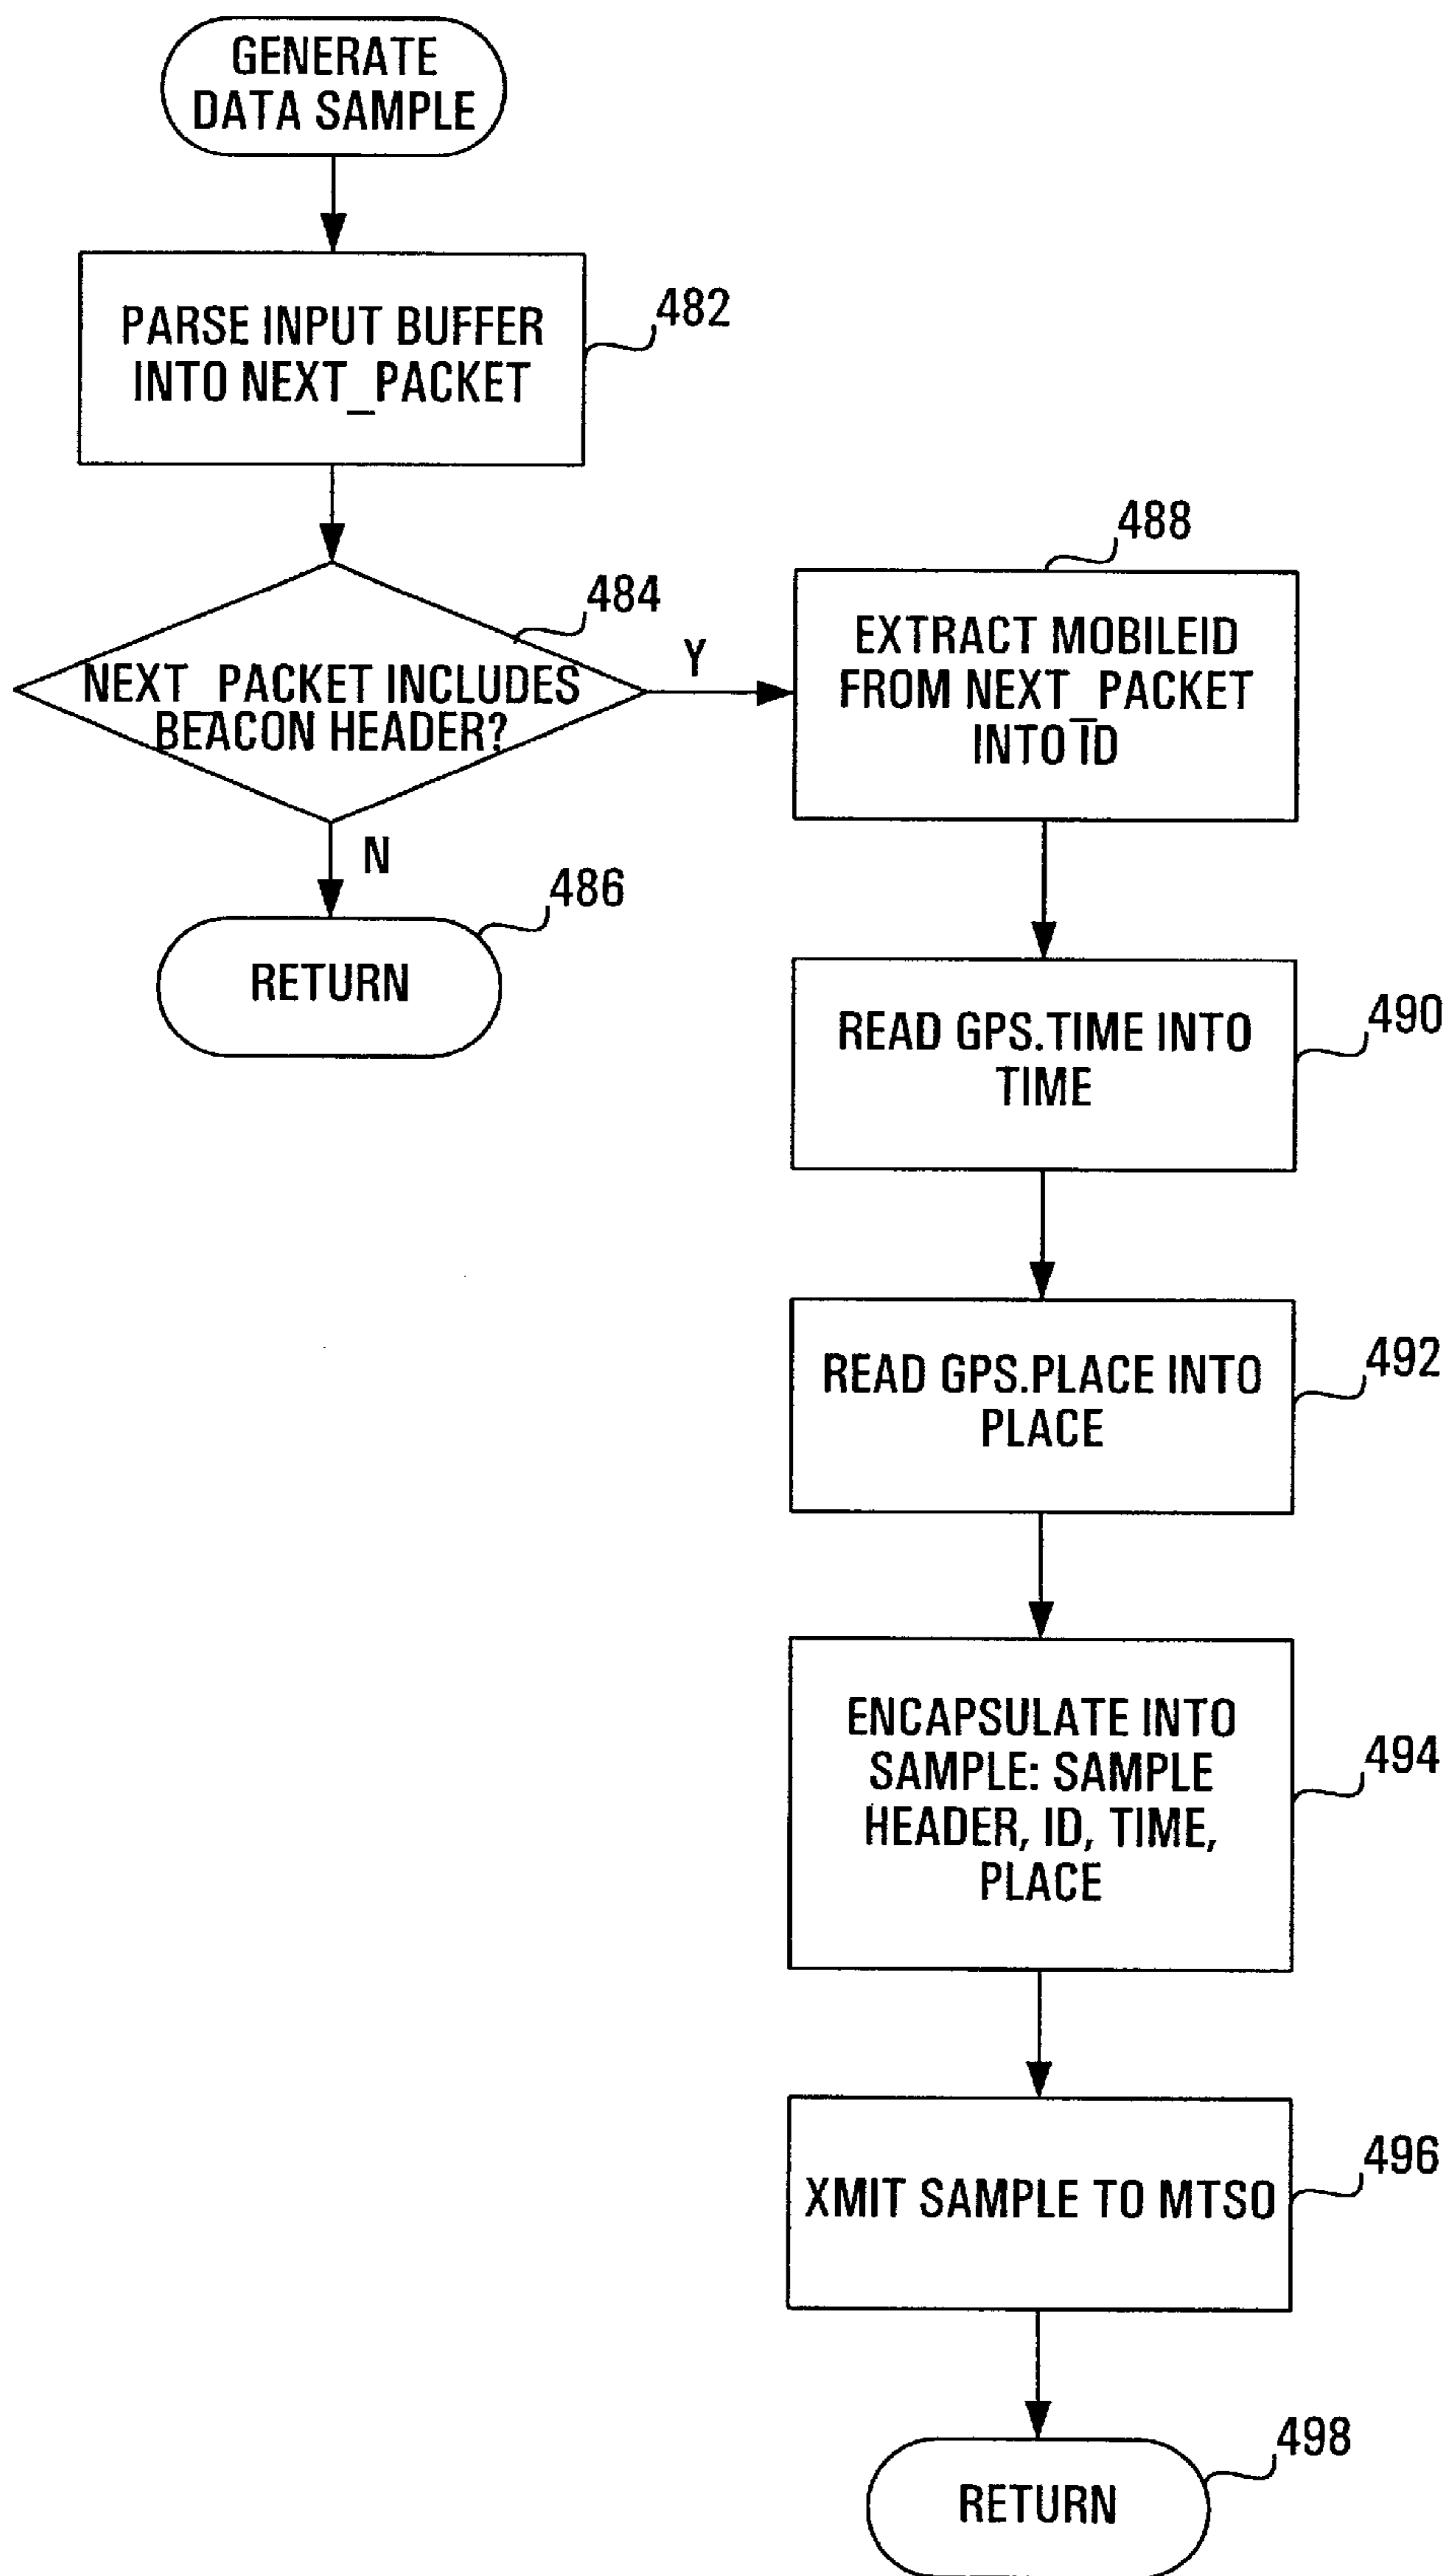 GENERATE
DATA SAMPLE
PARSE INPUT BUFFER
INTO NEXT_PACKET
482
NEXT_PACKET INCLUDES
BEACON HEADER?
484
Y
N
RETURN
486
488
EXTRACT MOBILEID
FROM NEXT_PACKET
INTO ID
READ GPS.TIME INTO
TIME
490
READ GPS.PLACE INTO
PLACE
492
ENCAPSULATE INTO
SAMPLE: SAMPLE
HEADER, ID, TIME,
PLACE
494
XMIT SAMPLE TO MTSO
496
RETURN
498